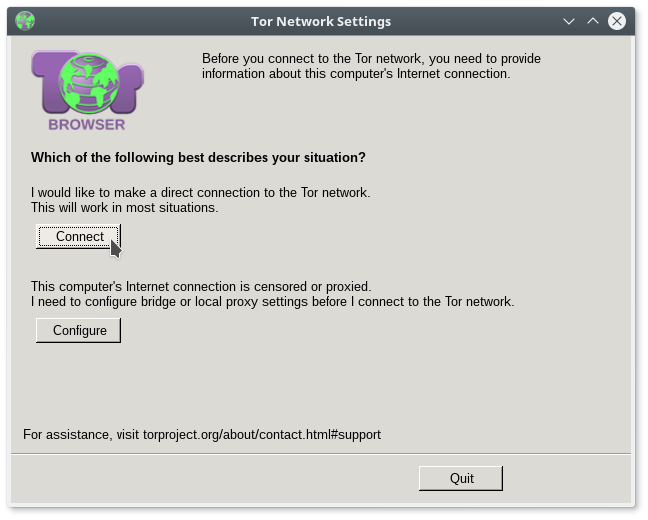 Tor Network Settings
Tor
BROWSER
Before you connect to the Tor network, you need to provide
information about this computer's Internet connection.
Which of the following best describes your situation?
I would like to make a direct connection to the Tor network.
This will work in most situations.
Connect
This computer's Internet connection is censored or proxied.
I need to configure bridge or local proxy settings before I connect to the Tor network.
Configure
For assistance, visit torproject.org/about/contact.html#support
Quit